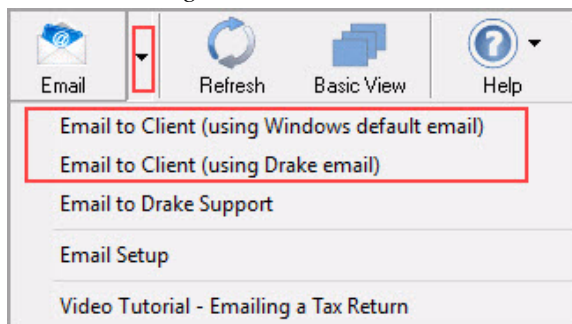 Email
Refresh
Basic View
Help
Email to Client (using Windows default email)
Email to Client (using Drake email)
Email to Drake Support
Email Setup
Video Tutorial - Emailing a Tax Return